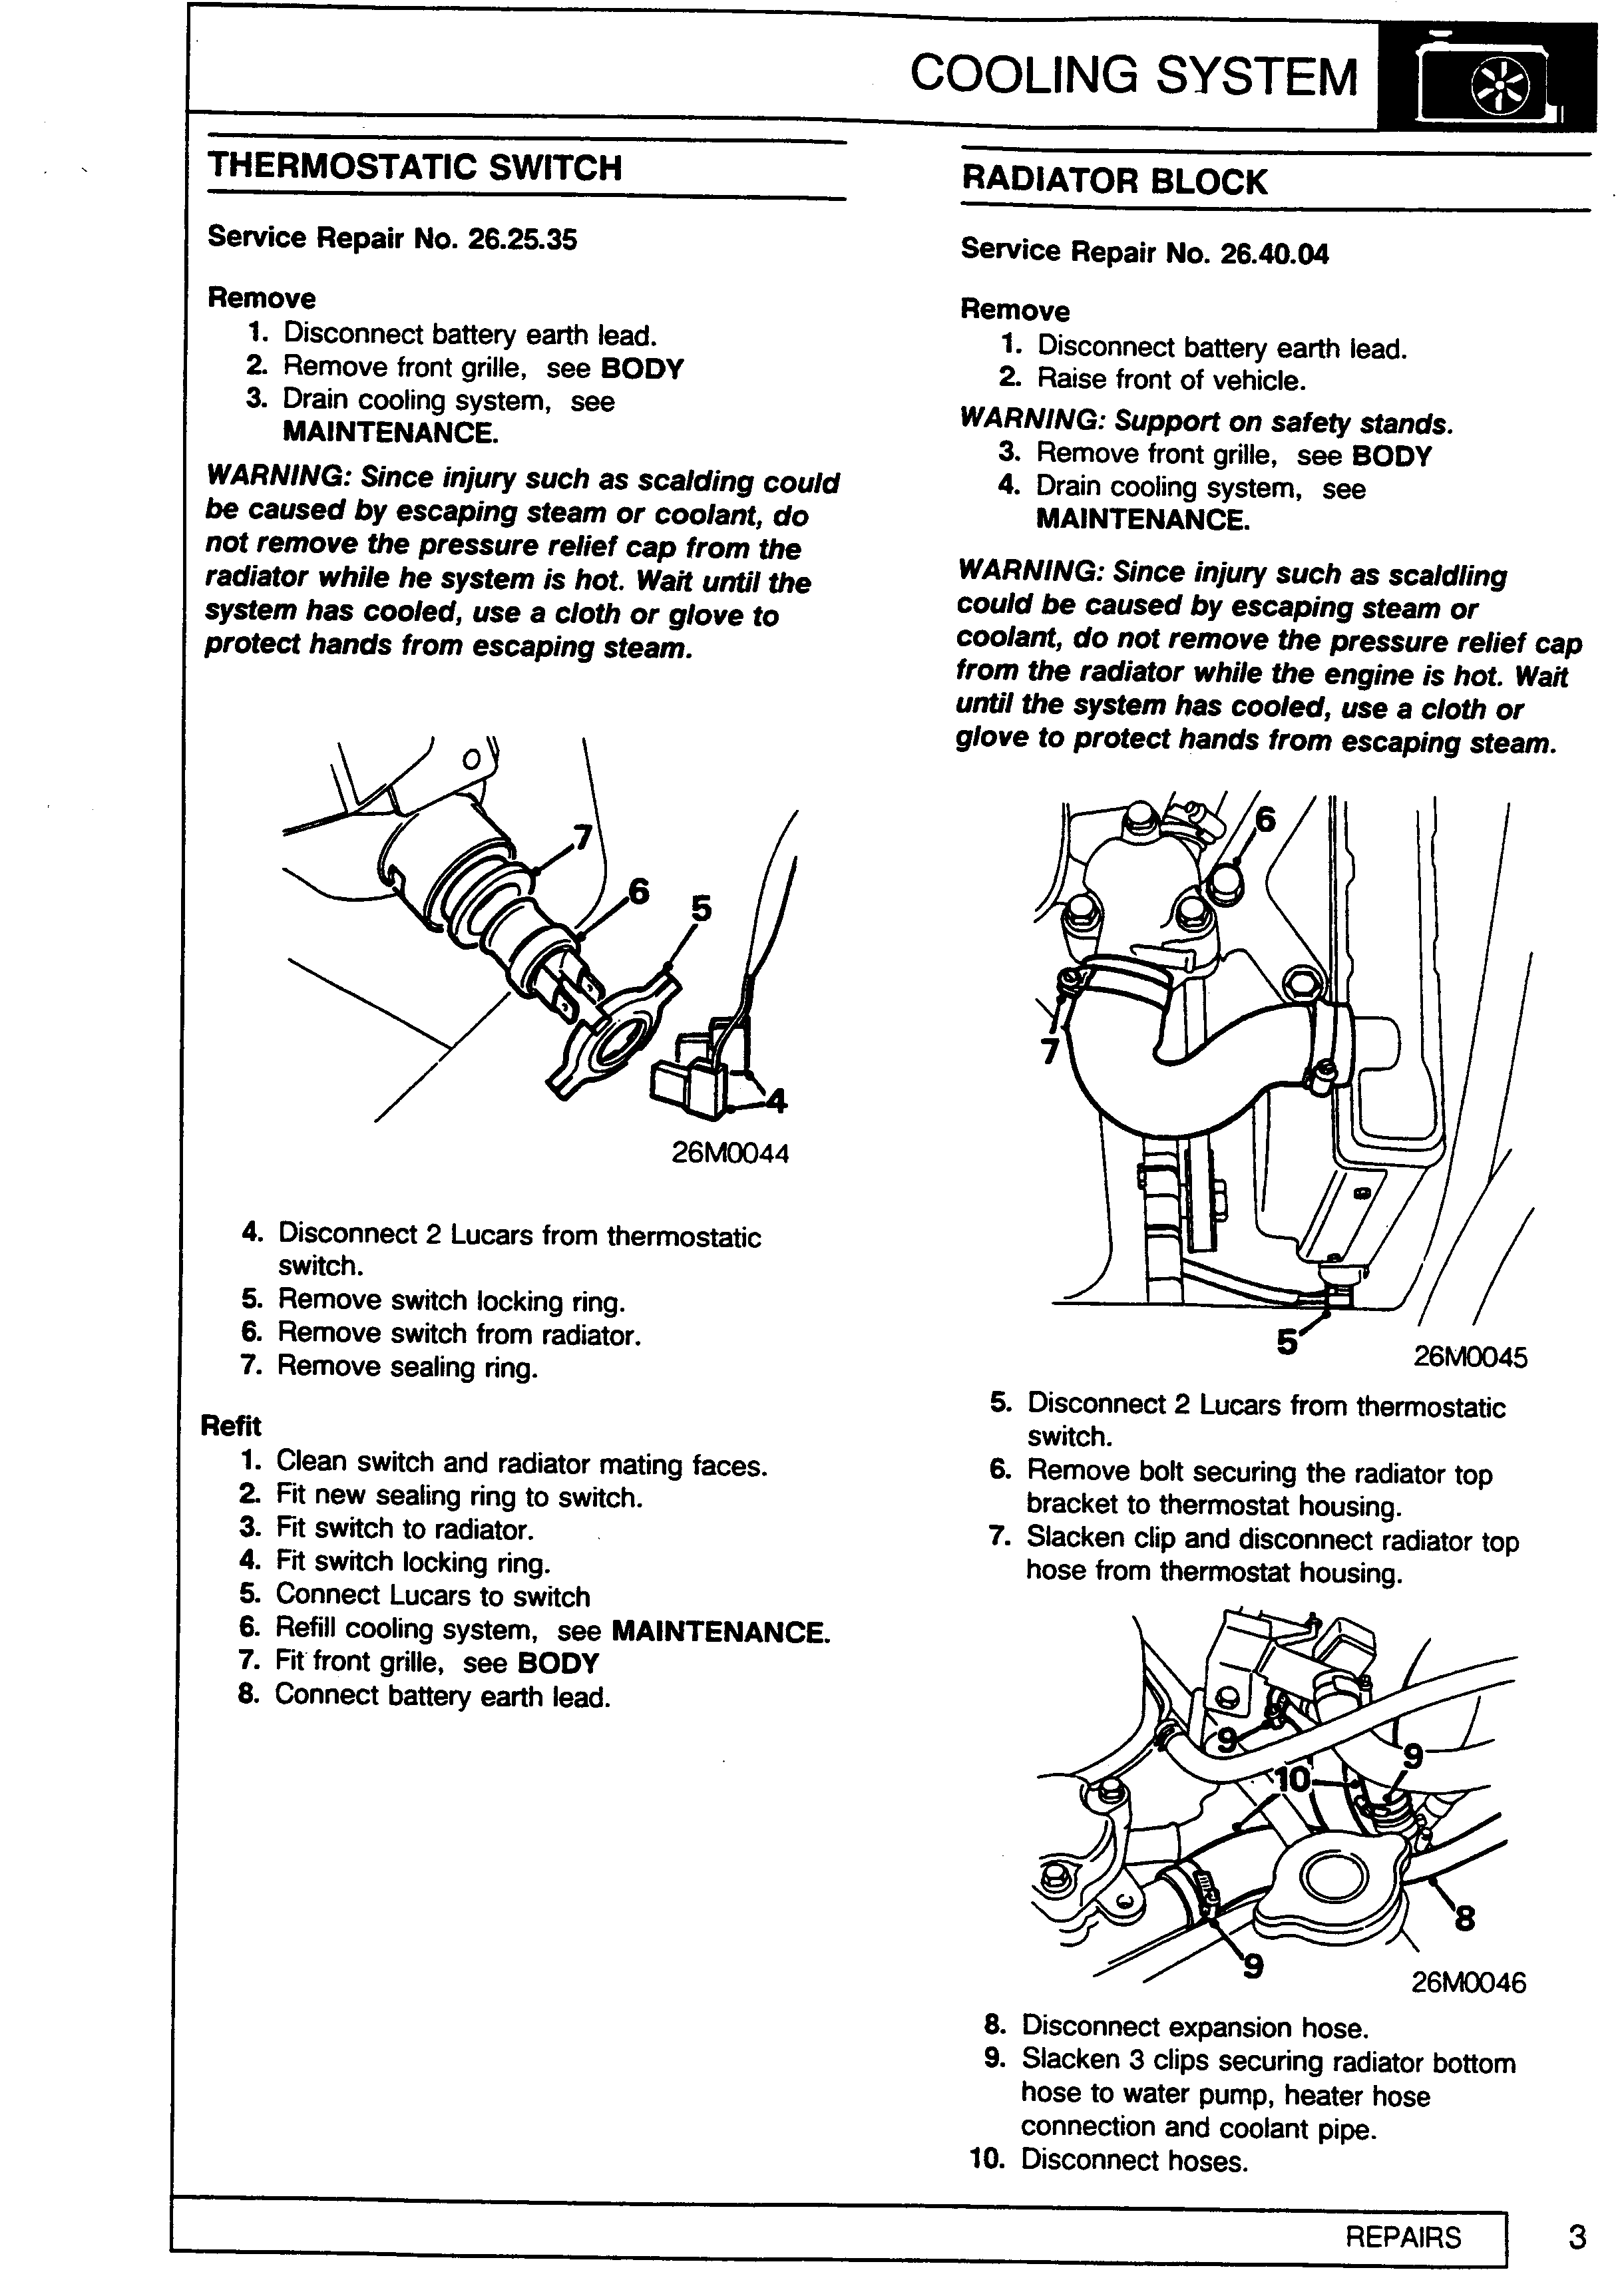 COOLING SYSTEM
THERMOSTATIC SWITCH
Service Repair No. 26.25.35
Remove
1. Disconnect battery earth lead.
2. Remove front grille, see BODY
3. Drain cooling system, see
MAINTENANCE.
WARNING: Since injury such as scalding could
be caused by escaping steam or coolant, do
not remove the pressure relief cap from the
radiator while he system is hot. Wait until the
system has cooled, use a cloth or glove to
protect hands from escaping steam.
7
6
5
4
26M0044
4. Disconnect 2 Lucars from thermostatic
switch.
5. Remove switch locking ring.
6. Remove switch from radiator.
7. Remove sealing ring.
Refit
1. Clean switch and radiator mating faces.
2. Fit new sealing ring to switch.
3. Fit switch to radiator.
4. Fit switch locking ring.
5. Connect Lucars to switch
6. Refill cooling system, see MAINTENANCE.
7. Fit front grille, see BODY
8. Connect battery earth lead.
RADIATOR BLOCK
Service Repair No. 26.40.04
Remove
1. Disconnect battery earth lead.
2. Raise front of vehicle.
WARNING: Support on safety stands.
3. Remove front grille, see BODY
4. Drain cooling system, see
MAINTENANCE.
WARNING: Since injury such as scaldling
could be caused by escaping steam or
coolant, do not remove the pressure relief cap
from the radiator while the engine is hot. Wait
until the system has cooled, use a cloth or
glove to protect hands from escaping steam.
6
7
5
26M0045
5. Disconnect 2 Lucars from thermostatic
switch.
6. Remove bolt securing the radiator top
bracket to thermostat housing.
7. Slacken clip and disconnect radiator top
hose from thermostat housing.
9
9
10
8
9
26M0046
8. Disconnect expansion hose.
9. Slacken 3 clips securing radiator bottom
hose to water pump, heater hose
connection and coolant pipe.
10. Disconnect hoses.
REPAIRS
3